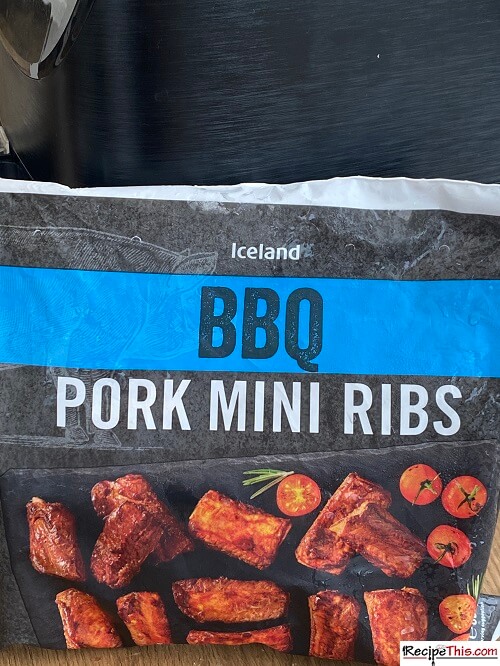 Iceland
BBQ
PORK MINI RIBS
RecipeThis.com